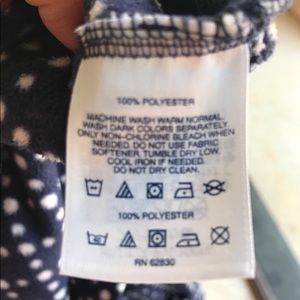 100% POLYESTER
MACHINE WASH WARM NORMAL.
WASH DARK COLORS SEPARATELY.
ONLY NON-CHLORINE BLEACH WHEN
NEEDED. DO NOT USE FABRIC
SOFTENER. TUMBLE DRY LOW.
COOL IRON IF NEEDED.
DO NOT DRY CLEAN.
100% POLYESTER
RN 62830